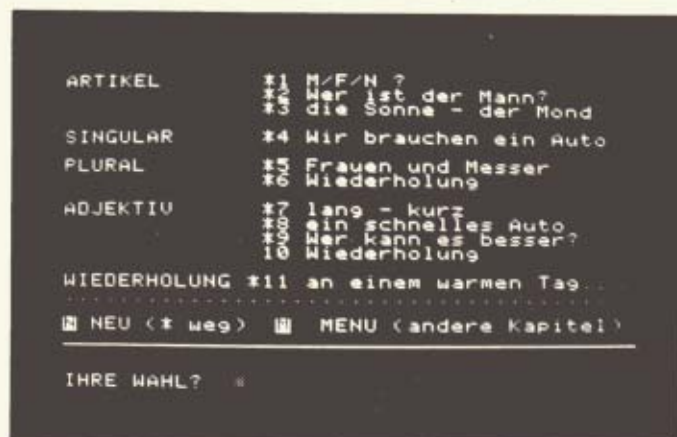 ARTIKEL *1 M/F/N ?
*2 Wer ist der Mann?
*3 die Sonne - der Mond
SINGULAR *4 Wir brauchen ein Auto
PLURAL *5 Frauen und Messer
*6 Wiederholung
ADJEKTIV *7 lang - kurz
*8 ein schnelles Auto
*9 Wer kann es besser?
10 Wiederholung
WIEDERHOLUNG *11 an einem warmen Tag...
N NEU (* weg) M MENU (andere Kapitel)
IHRE WAHL?